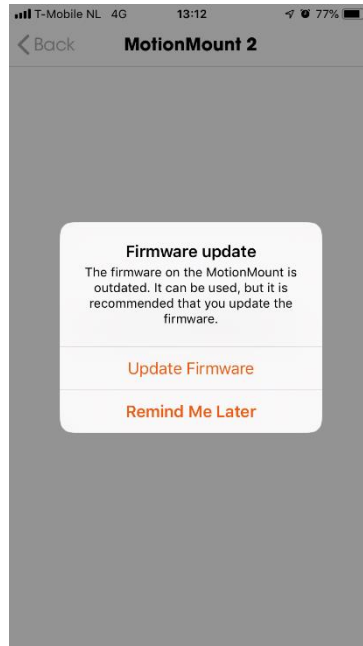 T-Mobile NL 4G 13:12 77%
Back MotionMount 2
Firmware update
The firmware on the MotionMount is
outdated. It can be used, but it is
recommended that you update the
firmware.
Update Firmware
Remind Me Later